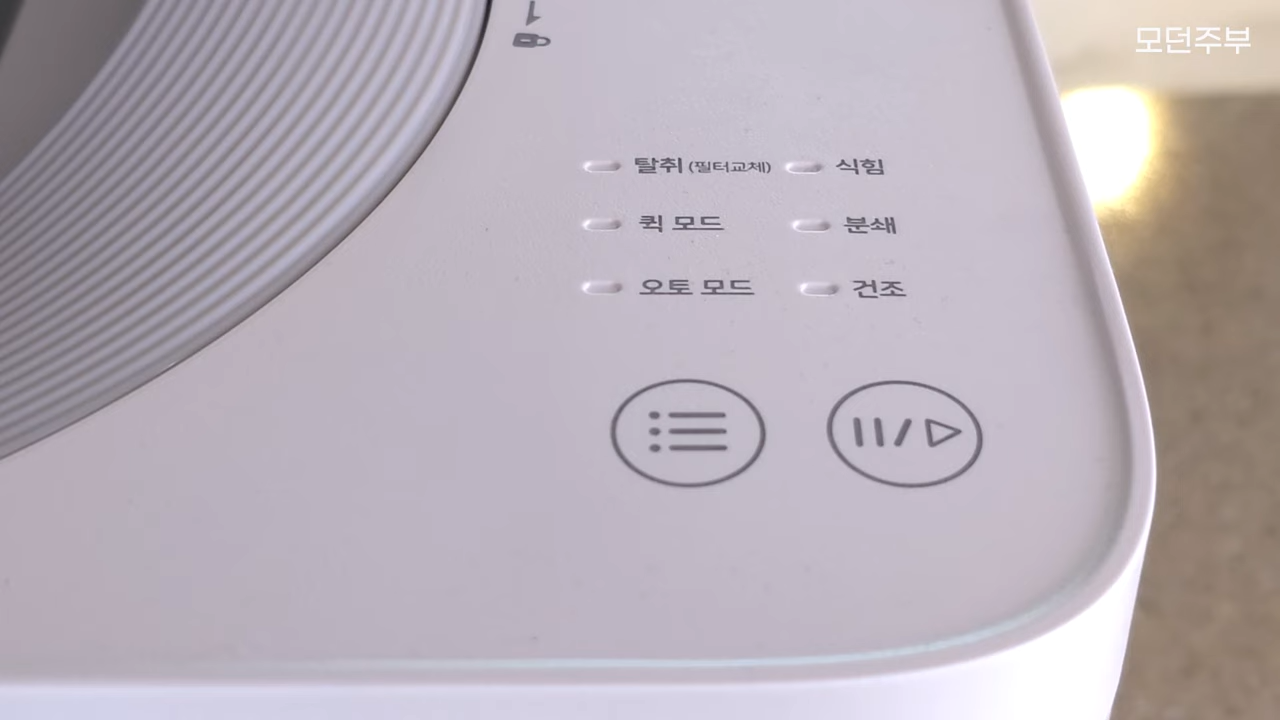 모던주부
탈취 (필터교체) 식힘
퀵 모드 분쇄
오토 모드 건조